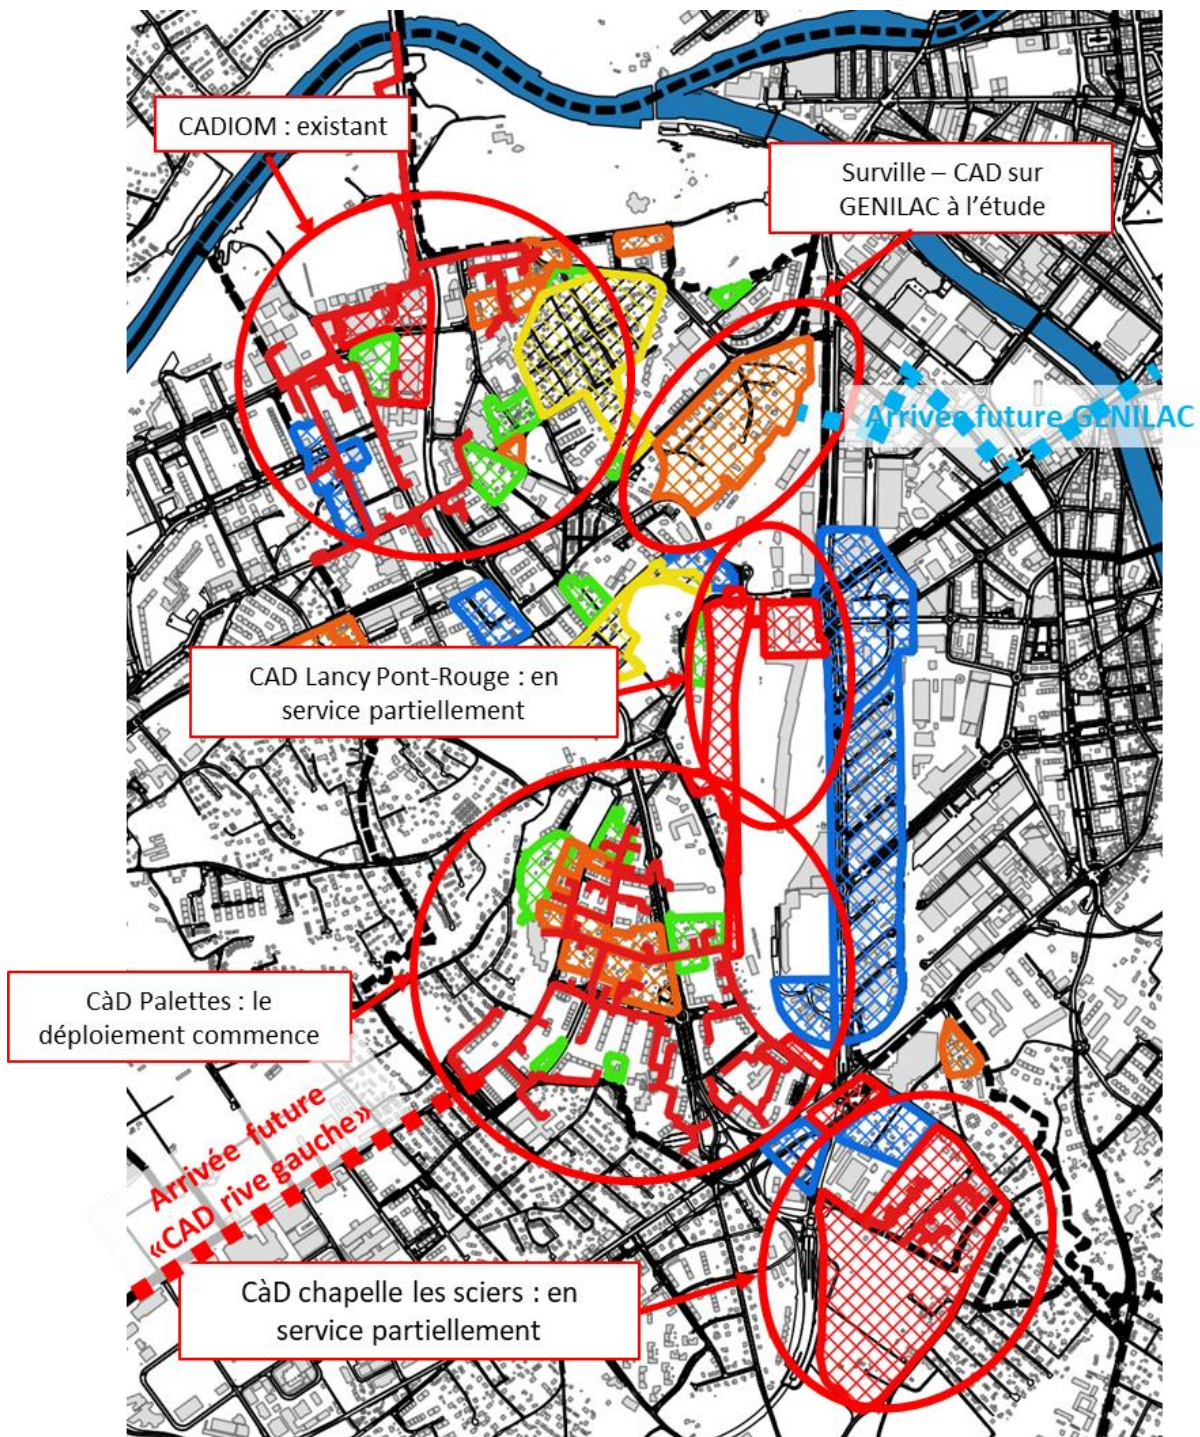 CADIOM : existant
Surville – CAD sur
GENILAC à l'étude
Arrivée future GENILAC
CAD Lancy Pont-Rouge : en
service partiellement
CàD Palettes : le
déploiement commence
Arrivée future
«CAD rive gauche»
CàD chapelle les sciers : en
service partiellement